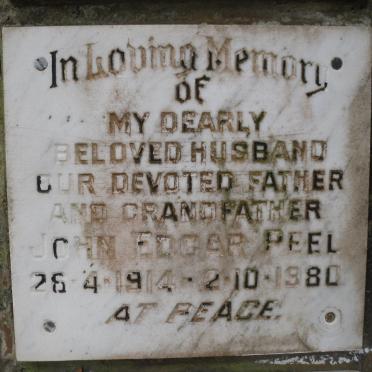 In Loving Memory
OF
MY DEARLY
BELOVED HUSBAND
OUR DEVOTED FATHER
AND GRANDFATHER
JOHN EDGAR PEEL
26·4·1914 - 2·10·1980
AT PEACE.